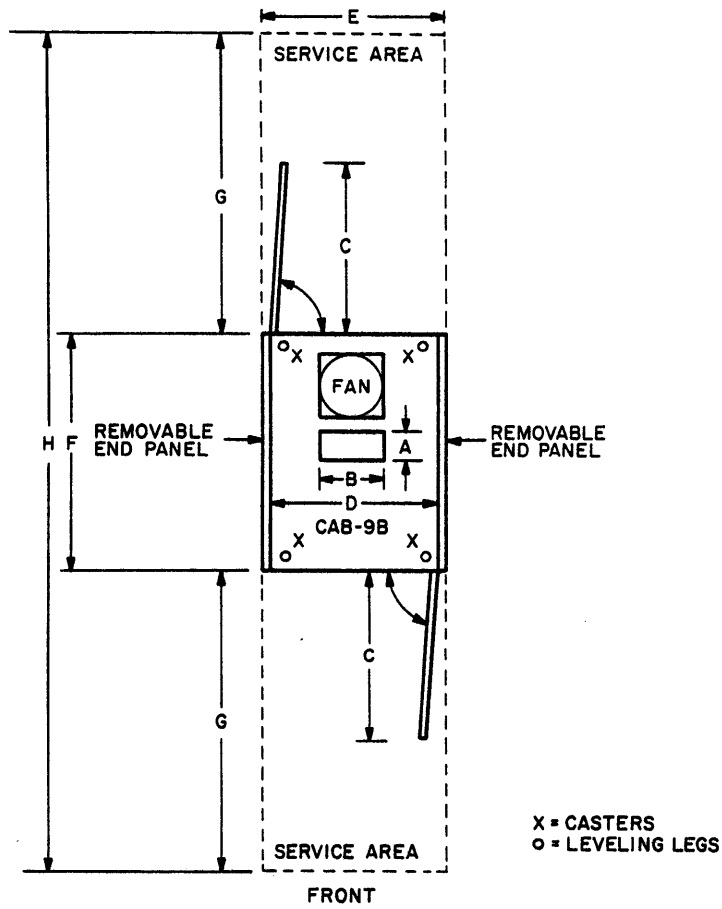 E
SERVICE AREA
G
C
X X
FAN
H F REMOVABLE
END PANEL
A
REMOVABLE
END PANEL
B
D
CAB-9B
X X
C
G
X = CASTERS
O = LEVELING LEGS
SERVICE AREA
FRONT